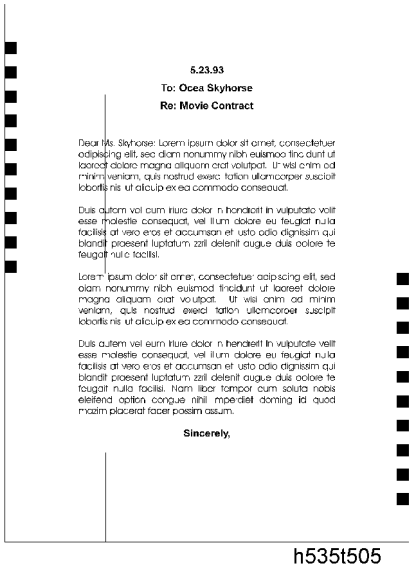 5.23.93
To: Ocea Skyhorse
Re: Movie Contract
Dear Ms. Skyhorse: Lorem ipsum dolor sit amet, consectetuer
adipiscing elit, sed diam nonummy nibh euismod tincidunt ut
laoreet dolore magna aliquam erat volutpat. Ut wisi enim ad
minim veniam, quis nostrud exerci tation ullamcorper suscipit
lobortis nisl ut aliquip ex ea commodo consequat.
Duis autem vel eum iriure dolor in hendrerit in vulputate velit
esse molestie consequat, vel illum dolore eu feugiat nulla
facilisis at vero eros et accumsan et iusto odio dignissim qui
blandit praesent luptatum zzril delenit augue duis dolore te
feugait nulla facilisi.
Lorem ipsum dolor sit amet, consectetuer adipiscing elit, sed
diam nonummy nibh euismod tincidunt ut laoreet dolore
magna aliquam erat volutpat. Ut wisi enim ad minim
veniam, quis nostrud exerci tation ullamcorper suscipit
lobortis nisl ut aliquip ex ea commodo consequat.
Duis autem vel eum iriure dolor in hendrerit in vulputate velit
esse molestie consequat, vel illum dolore eu feugiat nulla
facilisis at vero eros et accumsan et iusto odio dignissim qui
blandit praesent luptatum zzril delenit augue duis dolore te
feugait nulla facilisi. Nam liber tempor cum soluta nobis
eleifend option congue nihil imperdiet doming id quod
mazim placerat facer possim assum.
Sincerely,
h535t505